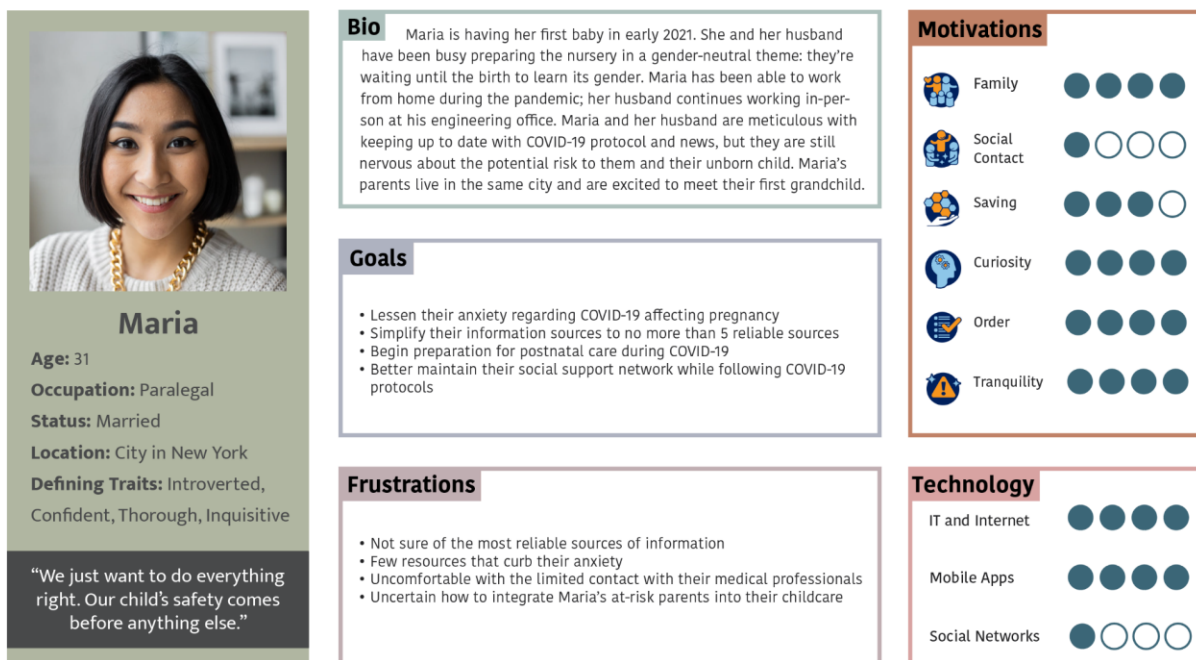 Maria
Age: 31
Occupation: Paralegal
Status: Married
Location: City in New York
Defining Traits: Introverted,
Confident, Thorough, Inquisitive
“We just want to do everything
right. Our child’s safety comes
before anything else.”
Bio
Maria is having her first baby in early 2021. She and her husband
have been busy preparing the nursery in a gender-neutral theme: they’re
waiting until the birth to learn its gender. Maria has been able to work
from home during the pandemic; her husband continues working in-per-
son at his engineering office. Maria and her husband are meticulous with
keeping up to date with COVID-19 protocol and news, but they are still
nervous about the potential risk to them and their unborn child. Maria’s
parents live in the same city and are excited to meet their first grandchild.
Goals
• Lessen their anxiety regarding COVID-19 affecting pregnancy
• Simplify their information sources to no more than 5 reliable sources
• Begin preparation for postnatal care during COVID-19
• Better maintain their social support network while following COVID-19
protocols
Frustrations
• Not sure of the most reliable sources of information
• Few resources that curb their anxiety
• Uncomfortable with the limited contact with their medical professionals
• Uncertain how to integrate Maria’s at-risk parents into their childcare
Motivations
Family
Social
Contact
Saving
Curiosity
Order
Tranquility
Technology
IT and Internet
Mobile Apps
Social Networks